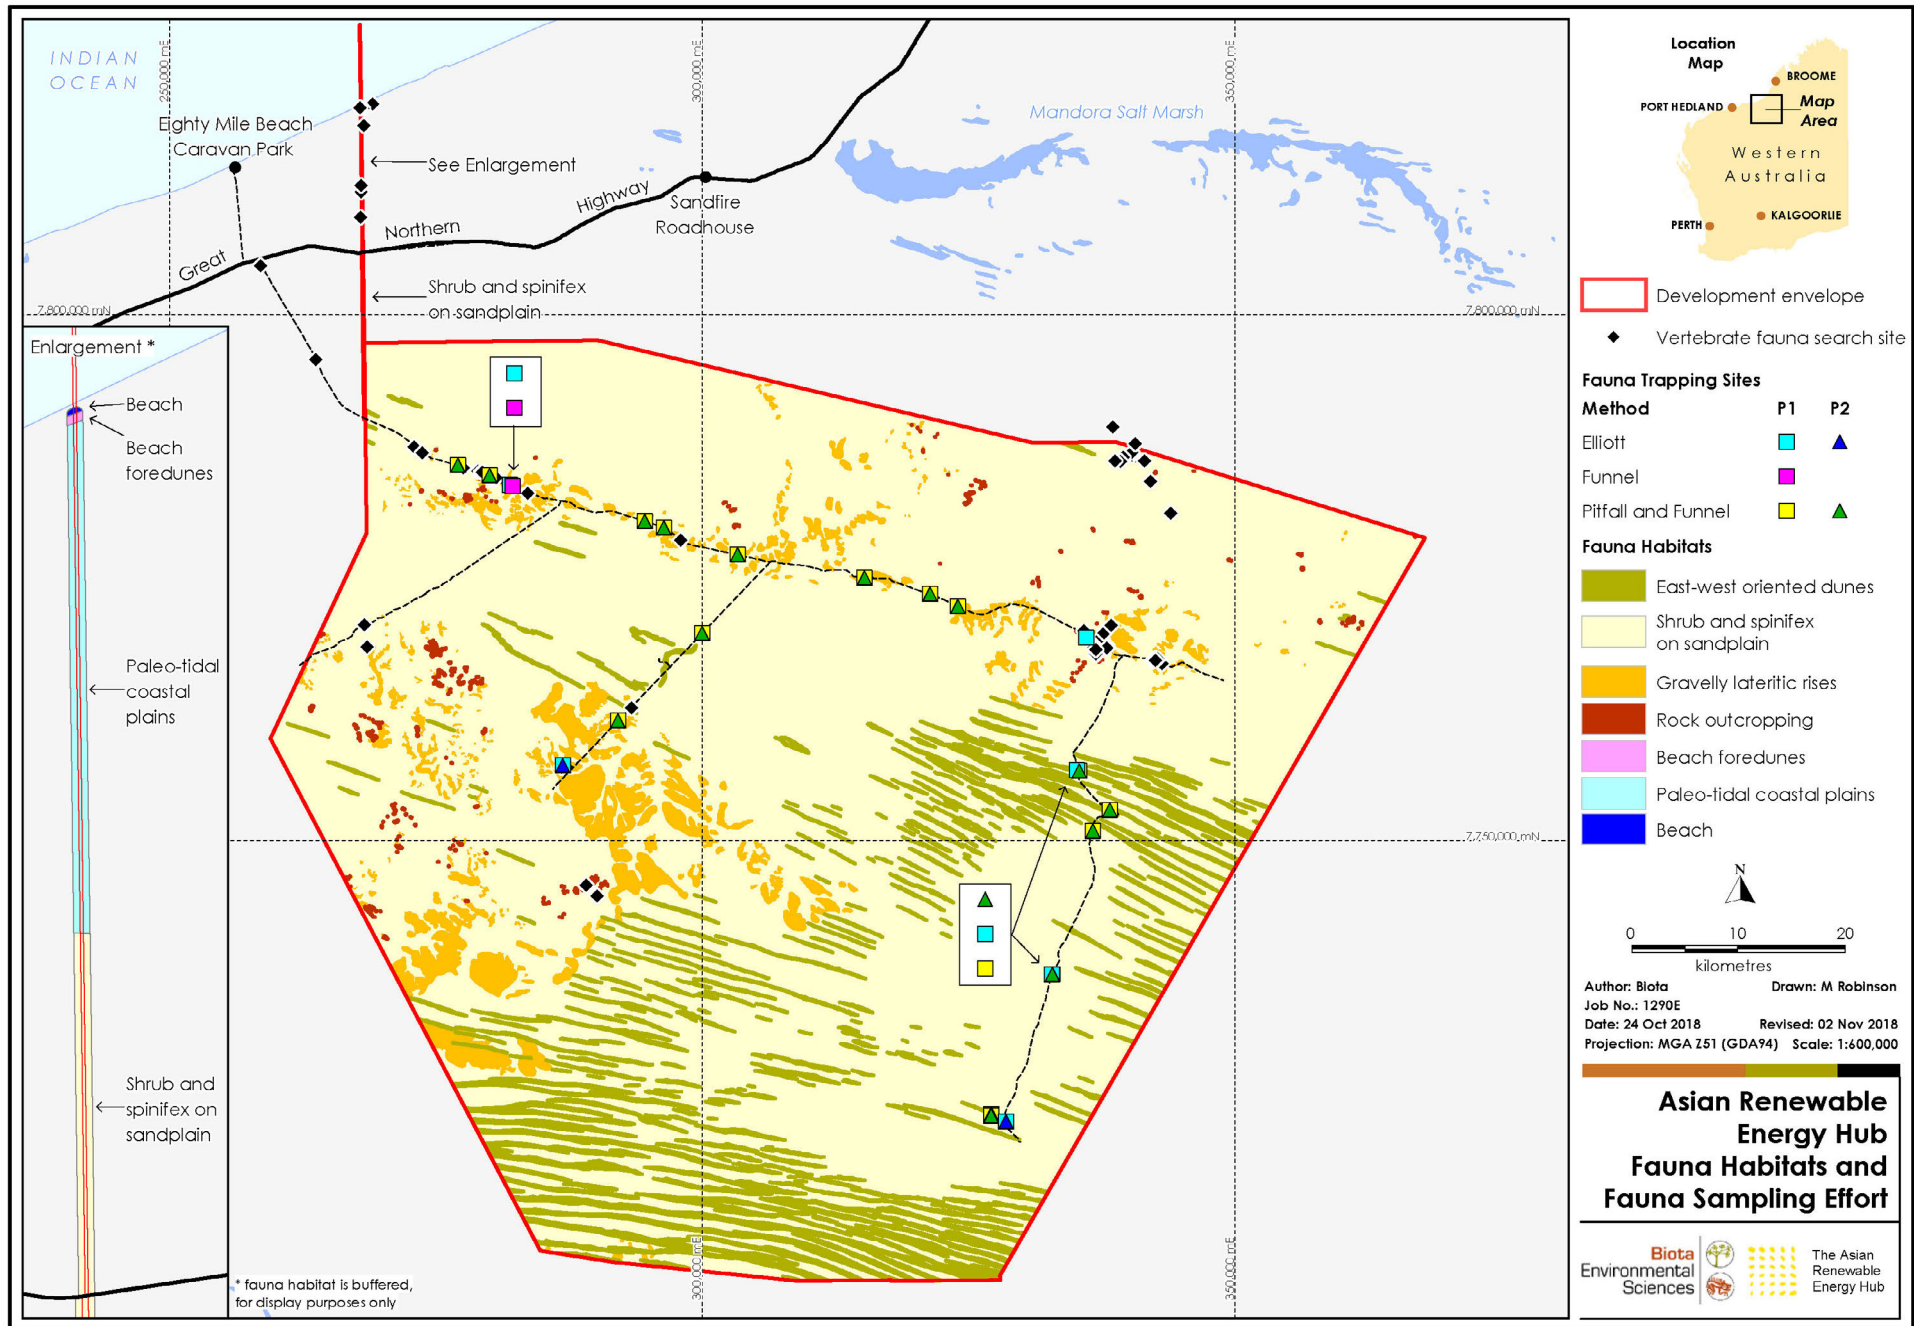 INDIAN
OCEAN
250,000 mE
300,000 mE
350,000 mE
Eighty Mile Beach
Caravan Park
See Enlargement
Mandora Salt Marsh
Great
Northern
Highway
Sandfire
Roadhouse
Shrub and spinifex
on sandplain
7,800,000 mN
7,800,000 mN
Enlargement *
Beach
Beach
foredunes
Paleo-tidal
coastal
plains
Shrub and
spinifex on
sandplain
7,750,000 mN
300,000 mE
350,000 mE
* fauna habitat is buffered,
for display purposes only
Location
Map
BROOME
PORT HEDLAND
Map
Area
Western
Australia
KALGOORLIE
PERTH
Development envelope
Vertebrate fauna search site
Fauna Trapping Sites
Method P1 P2
Elliott
Funnel
Pitfall and Funnel
Fauna Habitats
East-west oriented dunes
Shrub and spinifex
on sandplain
Gravelly lateritic rises
Rock outcropping
Beach foredunes
Paleo-tidal coastal plains
Beach
N
0 10 20
kilometres
Author: Biota Drawn: M Robinson
Job No.: 1290E
Date: 24 Oct 2018 Revised: 02 Nov 2018
Projection: MGA Z51 (GDA94) Scale: 1:600,000
Asian Renewable
Energy Hub
Fauna Habitats and
Fauna Sampling Effort
Biota
Environmental
Sciences
The Asian
Renewable
Energy Hub